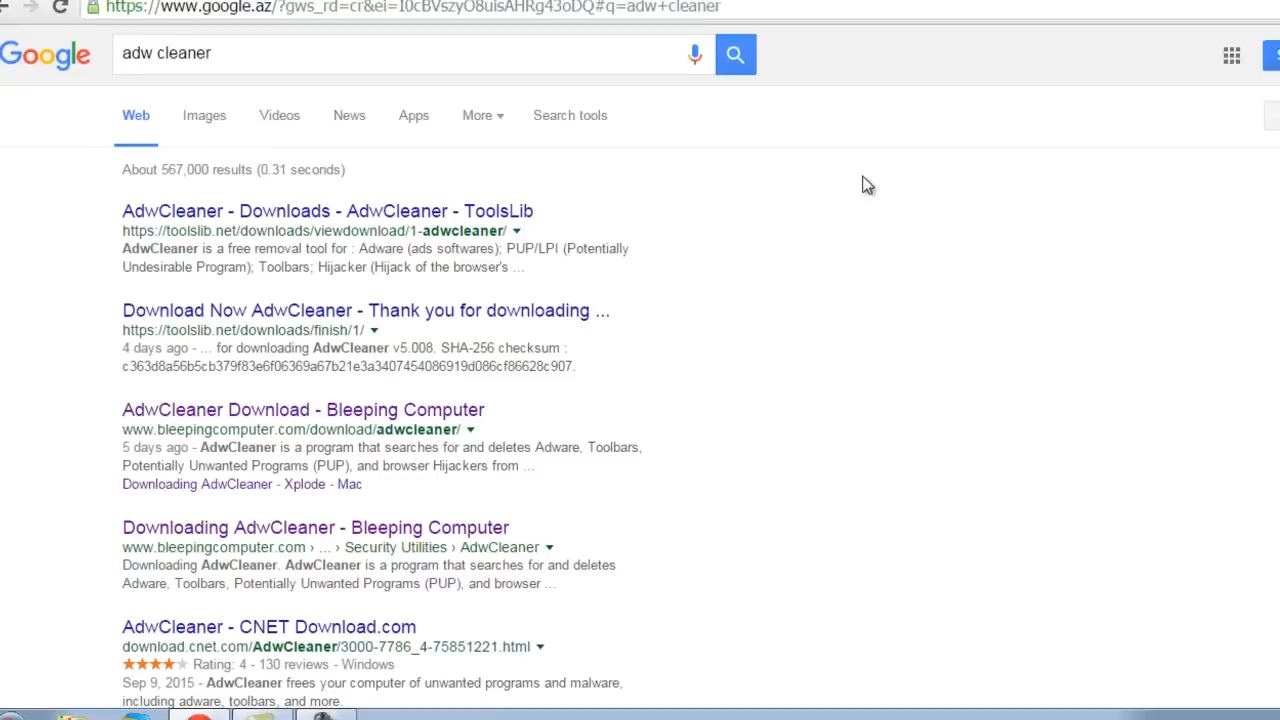 https://www.google.az/?gws_rd=cr&ei=I0cBVszyO8uisAHRg43oDQ#q=adw+cleaner
Google
adw cleaner
Web Images Videos News Apps More Search tools
About 567,000 results (0.31 seconds)
AdwCleaner - Downloads - AdwCleaner - ToolsLib
https://toolslib.net/downloads/viewdownload/1-adwcleaner/
AdwCleaner is a free removal tool for : Adware (ads softwares); PUP/LPI (Potentially
Undesirable Program); Toolbars; Hijacker (Hijack of the browser's ...
Download Now AdwCleaner - Thank you for downloading ...
https://toolslib.net/downloads/finish/1/
4 days ago - ... for downloading AdwCleaner v5.008. SHA-256 checksum :
c363d8a56b5cb379f83e6f06369a67b21e3a3407454086919d086cf86628c907.
AdwCleaner Download - Bleeping Computer
www.bleepingcomputer.com/download/adwcleaner/
5 days ago - AdwCleaner is a program that searches for and deletes Adware, Toolbars,
Potentially Unwanted Programs (PUP), and browser Hijackers from ...
Downloading AdwCleaner - Xplode - Mac
Downloading AdwCleaner - Bleeping Computer
www.bleepingcomputer.com › ... › Security Utilities › AdwCleaner
Downloading AdwCleaner. AdwCleaner is a program that searches for and deletes
Adware, Toolbars, Potentially Unwanted Programs (PUP), and browser ...
AdwCleaner - CNET Download.com
download.cnet.com/AdwCleaner/3000-7786_4-75851221.html
Rating: 4 - 130 reviews - Windows
Sep 9, 2015 - AdwCleaner frees your computer of unwanted programs and malware,
including adware, toolbars, and more.